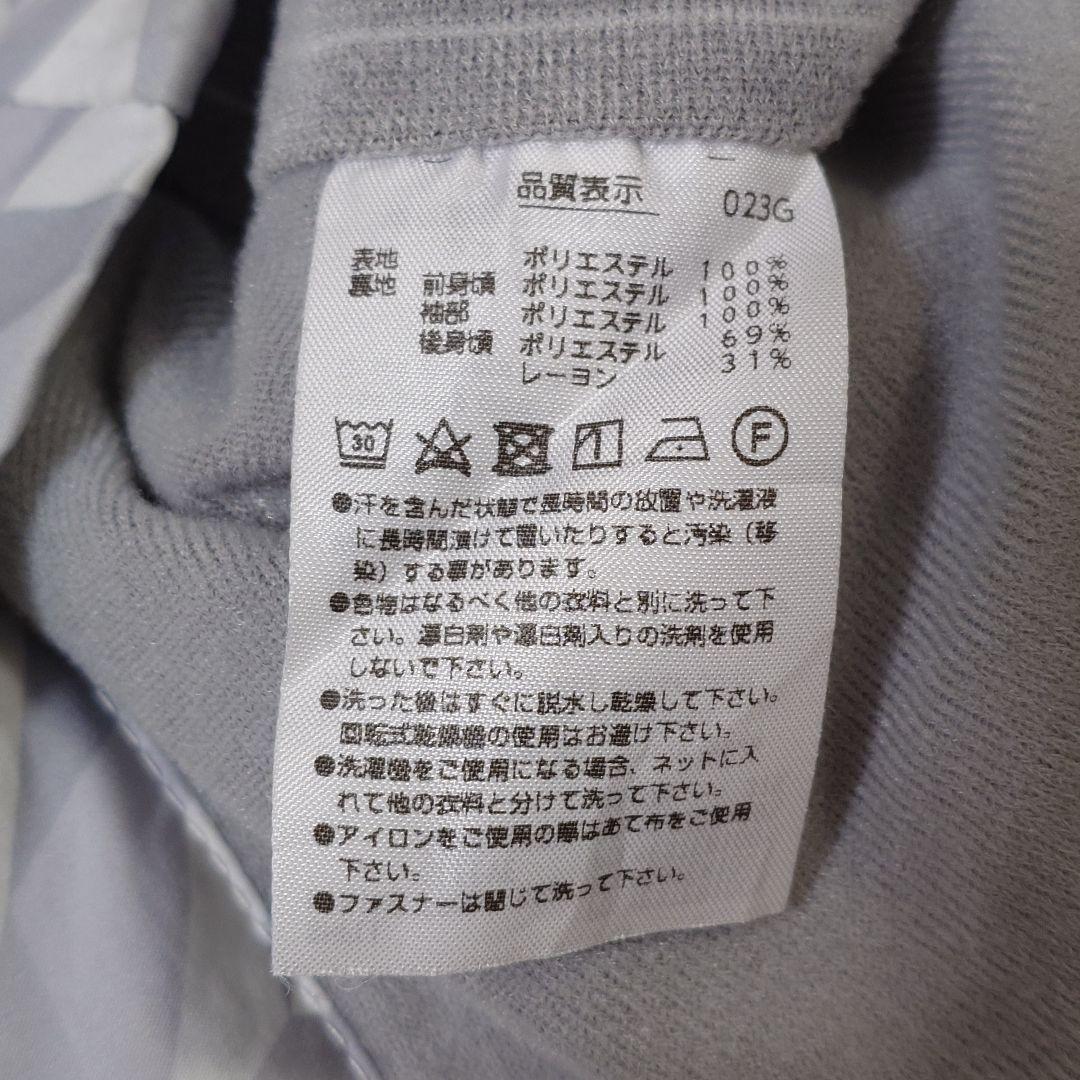 品質表示 023G
表地 ポリエステル 100%
裏地 前身頃 ポリエステル 100%
袖部 ポリエステル 100%
後身頃 ポリエステル 69%
レーヨン 31%
30 F
●汗を含んだ状態で長時間の放置や洗濯液
に長時間漬けて置いたりすると汚染（移
染）する事があります。
●色物はなるべく他の衣料と別に洗って下
さい。漂白剤や漂白剤入りの洗剤を使用
しないで下さい。
●洗った後はすぐに脱水し乾燥して下さい。
回転式乾燥機の使用はお避け下さい。
●洗濯機をご使用になる場合、ネットに入
れて他の衣料と分けて洗って下さい。
●アイロンをご使用の際はあて布をご使用
下さい。
●ファスナーは閉じて洗って下さい。